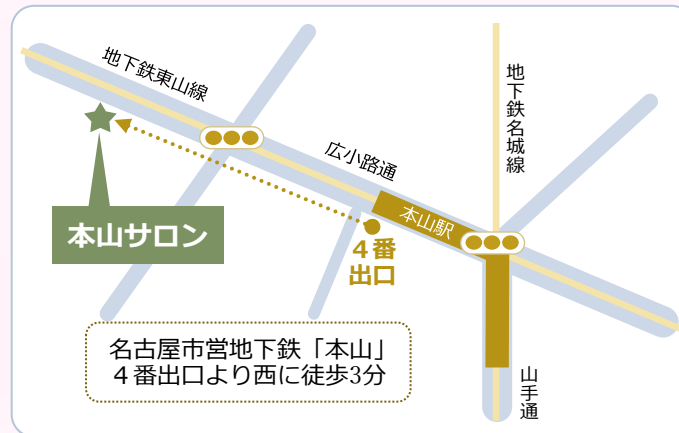 地下鉄東山線
地下鉄名城線
広小路通
本山駅
本山サロン
４番
出口
名古屋市営地下鉄「本山」
４番出口より西に徒歩3分
山手通